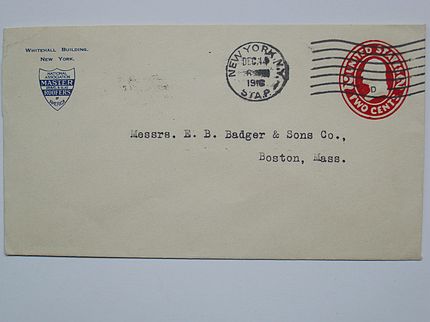 WHITEHALL BUILDING.
NEW YORK.
NATIONAL ASSOCIATION
MASTER
ROOFERS
OF
AMERICA
NEW YORK, N.Y.
DEC 14
1916
STA. P
UNITED STATES
D
TWO CENTS
Messrs. E. B. Badger & Sons Co.,
Boston, Mass.